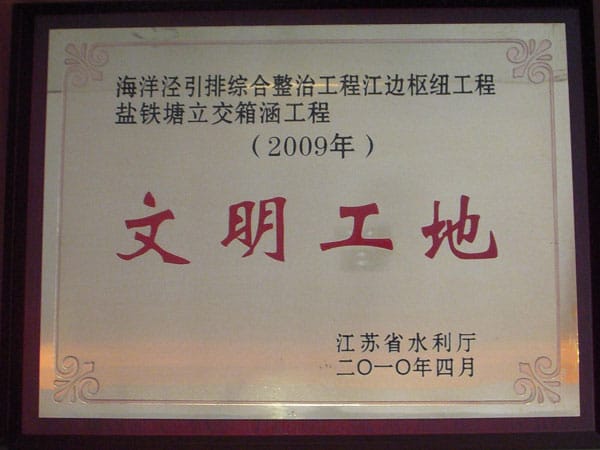 海洋泾引排综合整治工程江边枢纽工程
盐铁塘立交箱涵工程
（2009年）
文明工地
江苏省水利厅
二〇一〇年四月